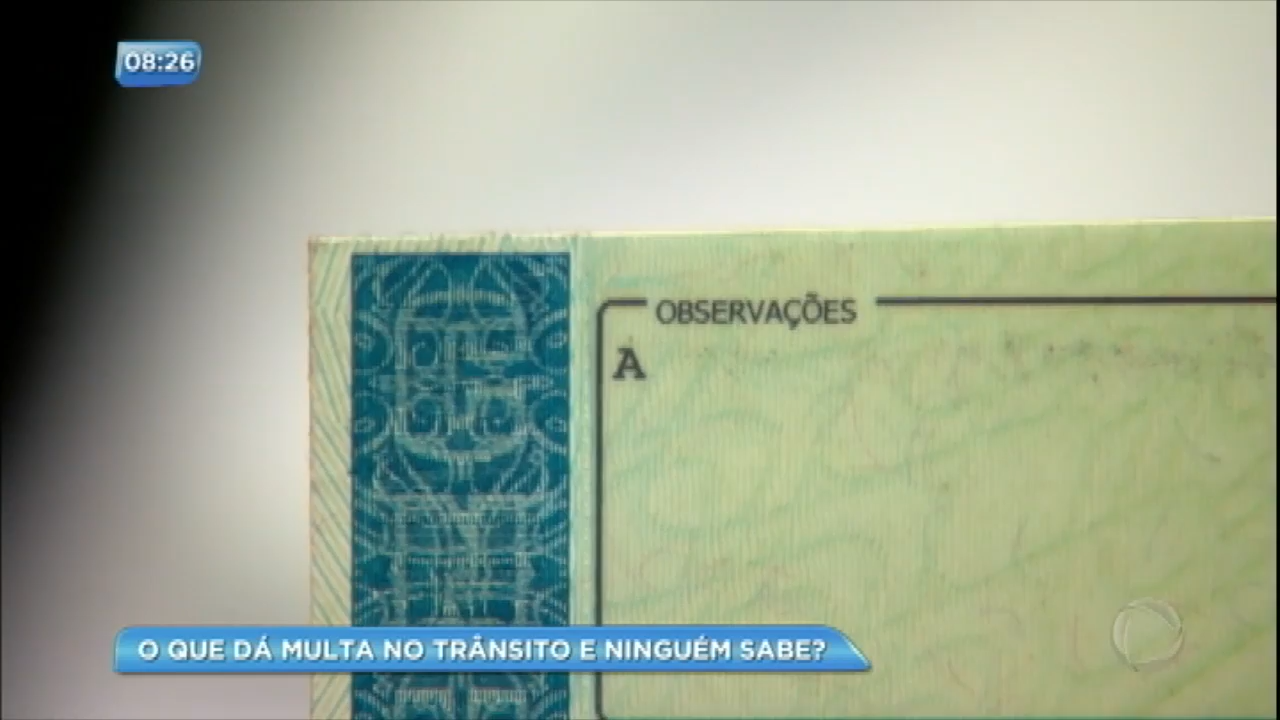 08:26
OBSERVAÇÕES
A
O QUE DÁ MULTA NO TRÂNSITO E NINGUÉM SABE?